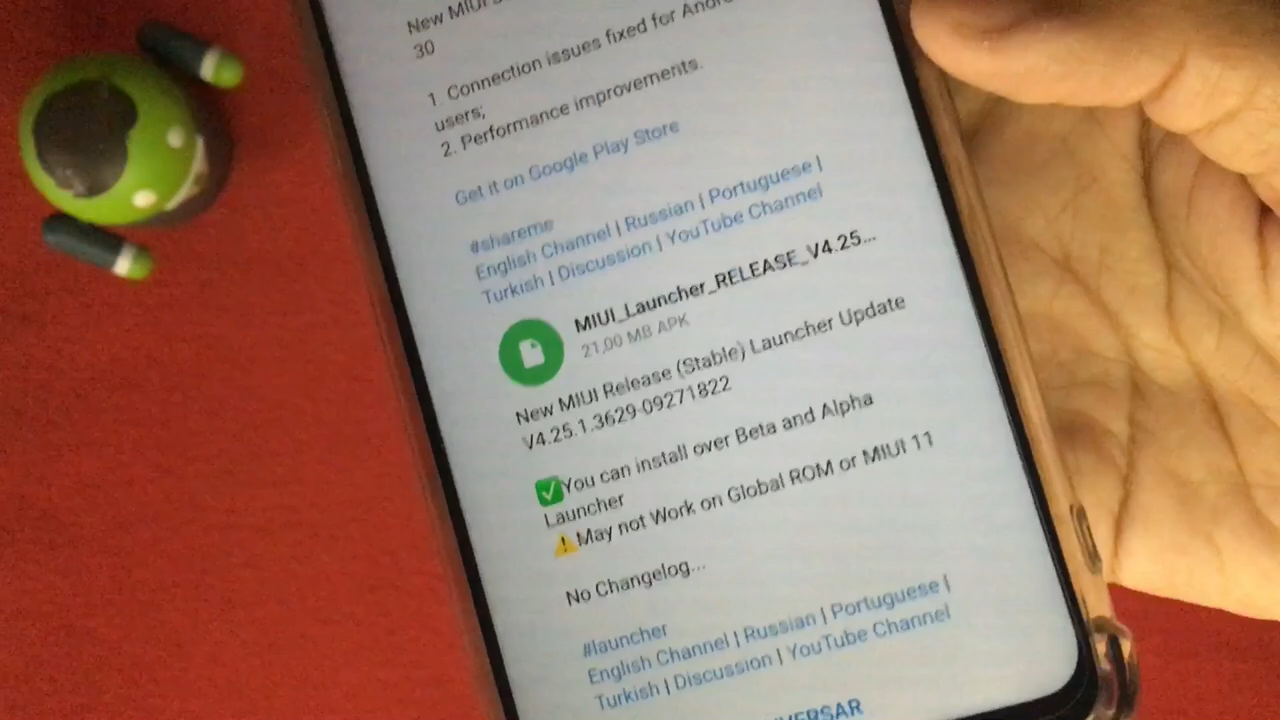 New MIUI
30
1. Connection issues fixed for
users;
2. Performance improvements.
Get it on Google Play Store
#shareme
English Channel | Russian | Portuguese |
Turkish | Discussion | YouTube Channel
MIUI_Launcher_RELEASE_V4.25...
21,00 MB APK
New MIUI Release (Stable) Launcher Update
V4.25.1.3629-09271822
✅You can install over Beta and Alpha
Launcher
⚠️May not Work on Global ROM or MIUI 11
No Changelog...
#launcher
English Channel | Russian | Portuguese |
Turkish | Discussion | YouTube Channel